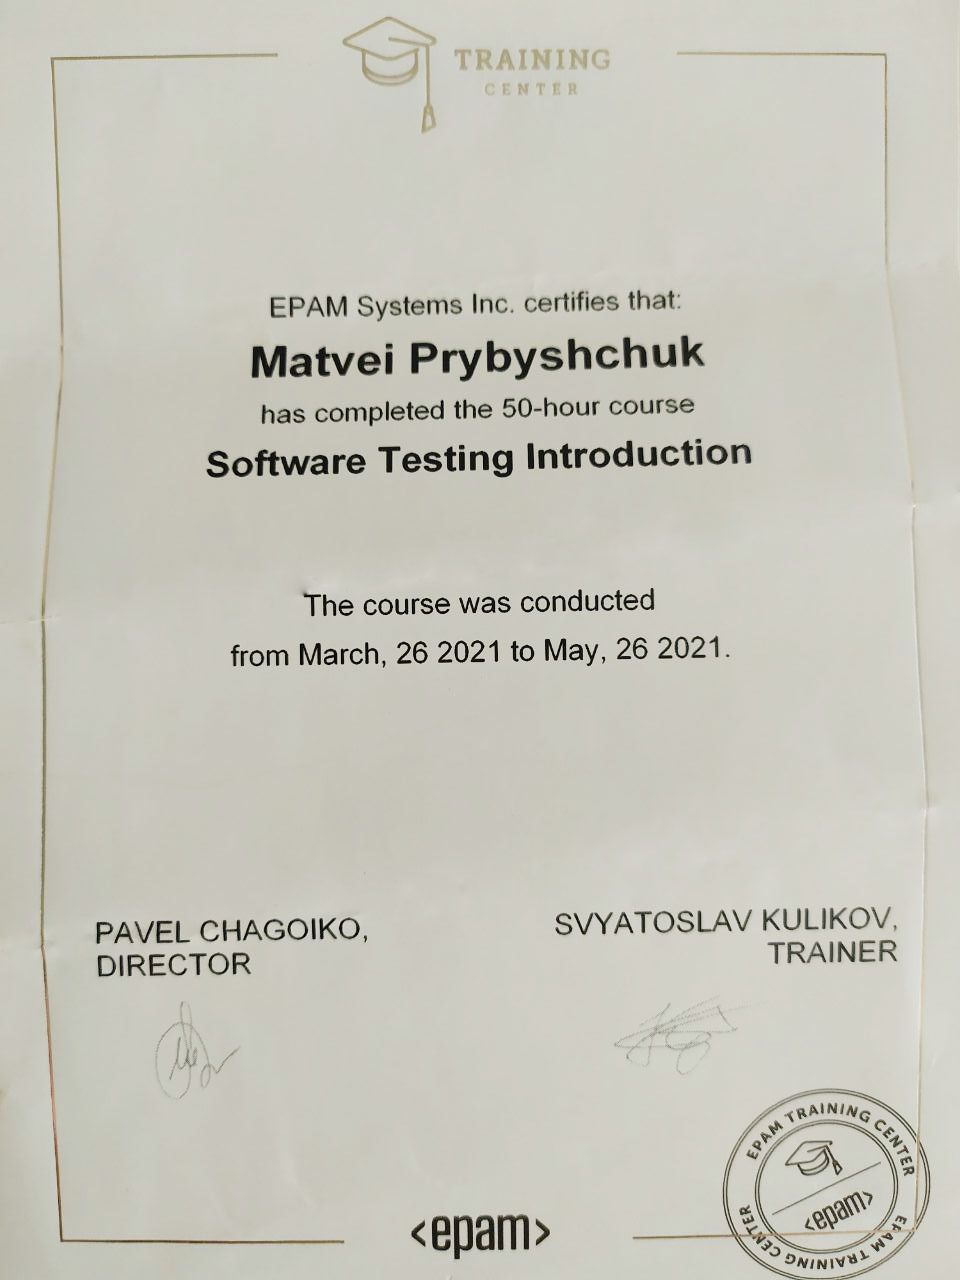 TRAINING
CENTER
EPAM Systems Inc. certifies that:
Matvei Prybyshchuk
has completed the 50-hour course
Software Testing Introduction
The course was conducted
from March, 26 2021 to May, 26 2021.
PAVEL CHAGOIKO,
DIRECTOR
SVYATOSLAV KULIKOV,
TRAINER
EPAM TRAINING CENTER
<epam>
EPAM TRAINING CENTER
<epam>